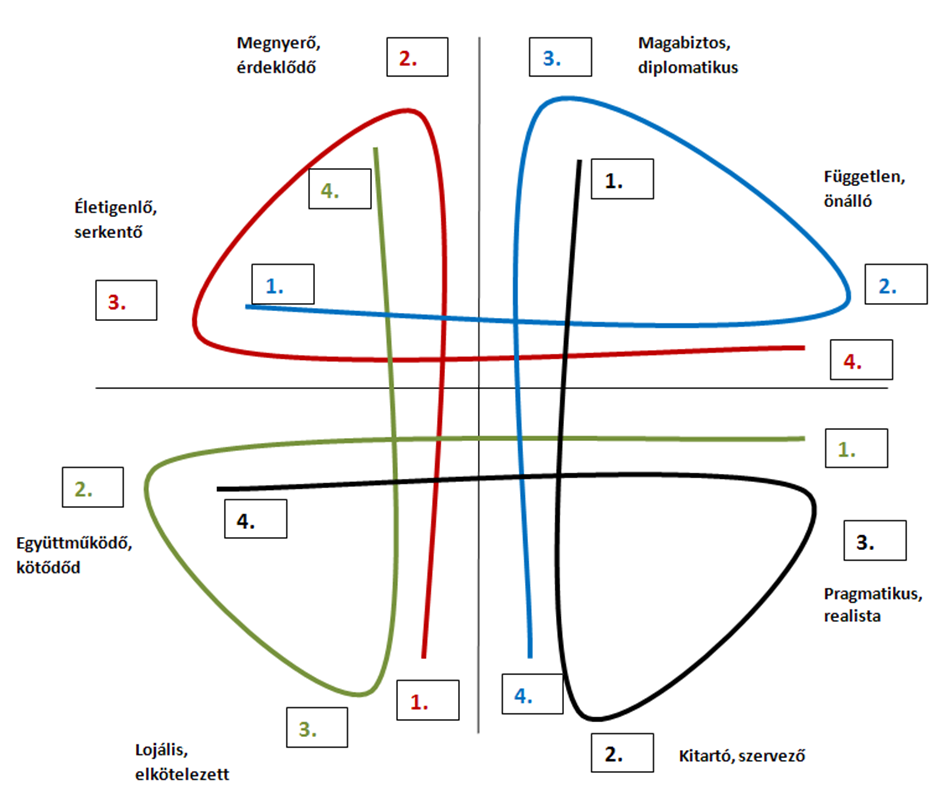 Megnyerő,
érdeklődő
2.
3.
Magabiztos,
diplomatikus
4.
1.
Független,
önálló
Életigenlő,
serkentő
3.
1.
2.
4.
1.
2.
4.
3.
Együttműködő,
kötődőd
Pragmatikus,
realista
1.
4.
3.
2.
Lojális,
elkötelezett
Kitartó, szervező